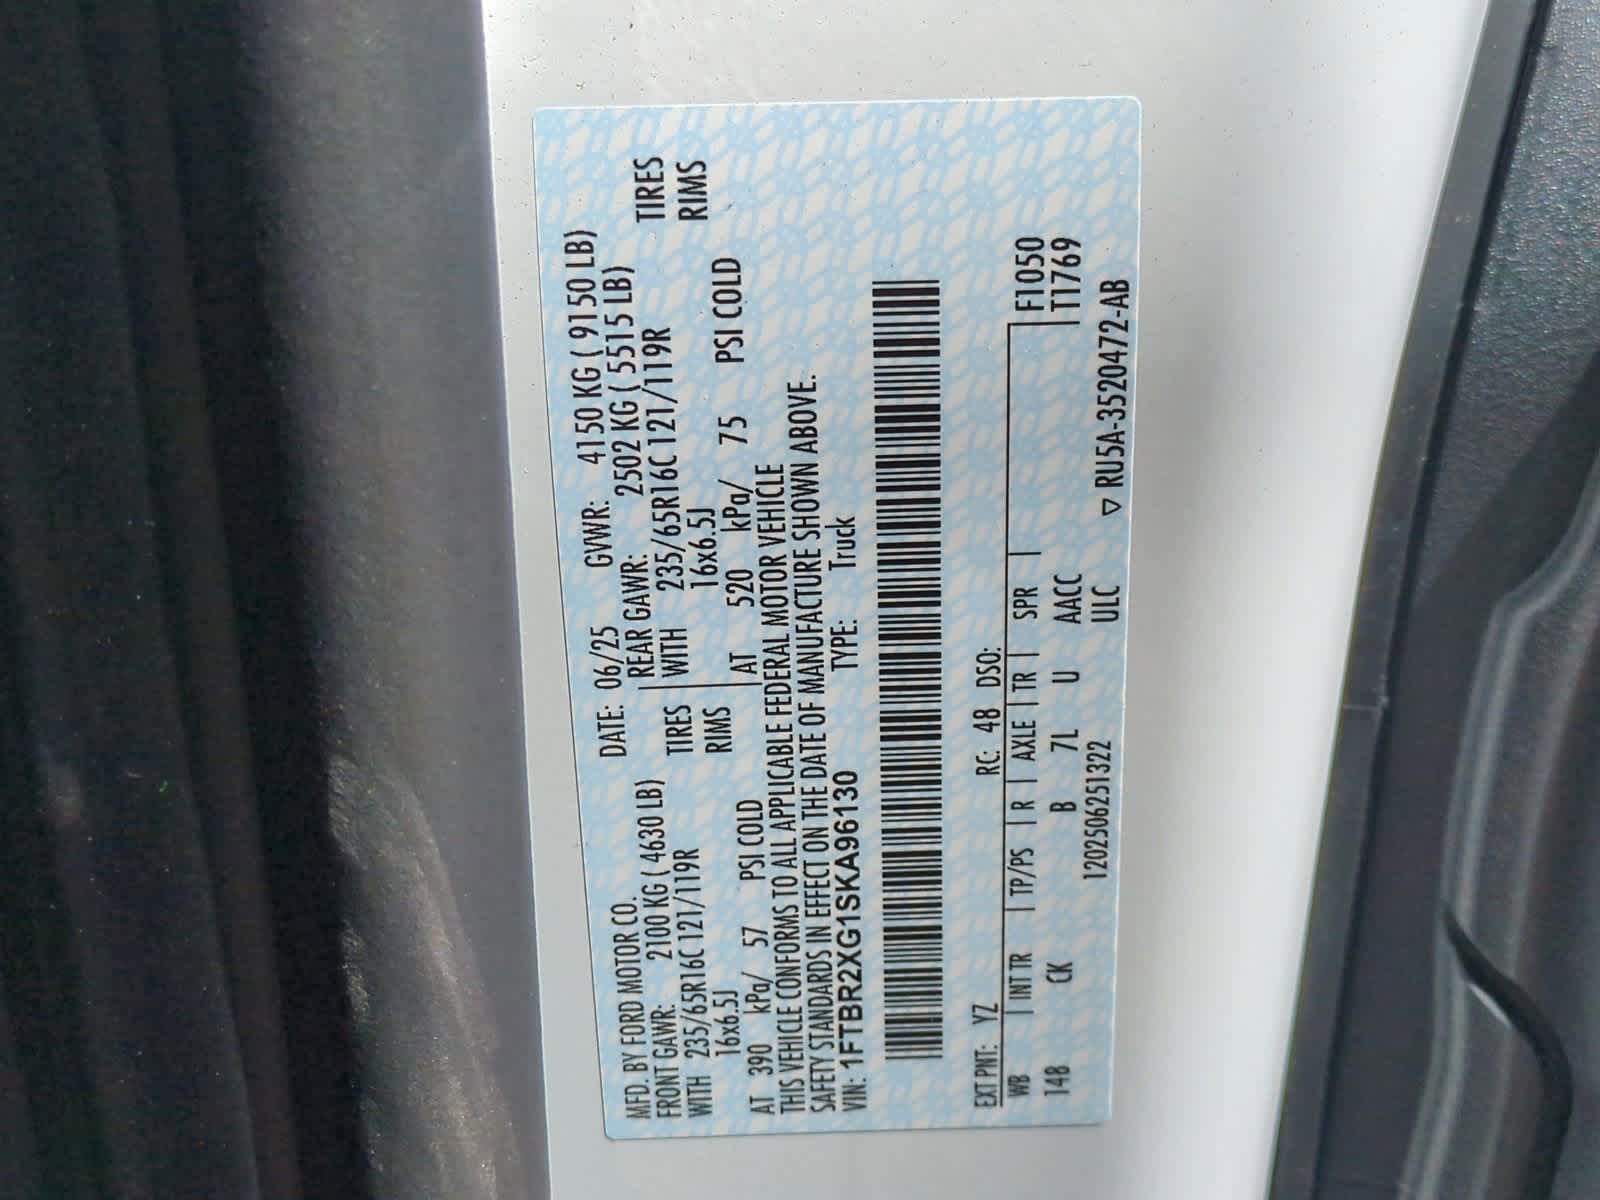 MFD. BY FORD MOTOR CO. DATE: 06/25 GVWR: 4150 KG ( 9150 LB)
FRONT GAWR: 2100 KG ( 4630 LB) REAR GAWR: 2502 KG ( 5515 LB)
WITH 235/65R16C 121/119R TIRES WITH 235/65R16C 121/119R TIRES
16x6.5J RIMS 16x6.5J RIMS
AT 390 kPa/ 57 PSI COLD AT 520 kPa/ 75 PSI COLD
THIS VEHICLE CONFORMS TO ALL APPLICABLE FEDERAL MOTOR VEHICLE
SAFETY STANDARDS IN EFFECT ON THE DATE OF MANUFACTURE SHOWN ABOVE.
VIN: 1FTBR2XG1SKA96130 TYPE: Truck
EXT PNT: YZ RC: 48 DSO:
WB | INT TR | TP/PS | R | AXLE | TR | SPR | F1050
148 CK B 7L U AACC T1769
120250625132​2 ULC ▽ RU5A-3520472-AB